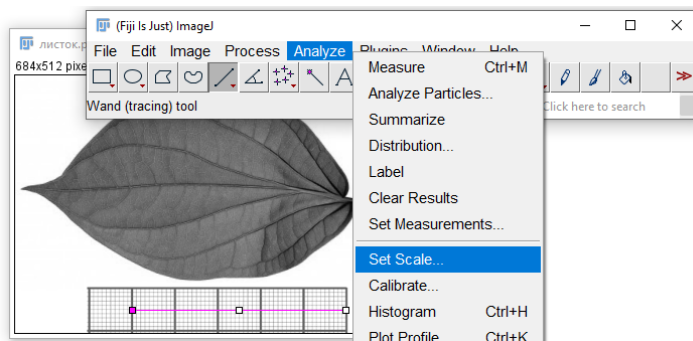 (Fiji Is Just) ImageJ
листок.p
File Edit Image Process Analyze Plugins Window Help
684x512 pixe
A
Wand (tracing) tool
Click here to search
Measure Ctrl+M
Analyze Particles...
Summarize
Distribution...
Label
Clear Results
Set Measurements...
Set Scale...
Calibrate...
Histogram Ctrl+H
Plot Profile Ctrl+K